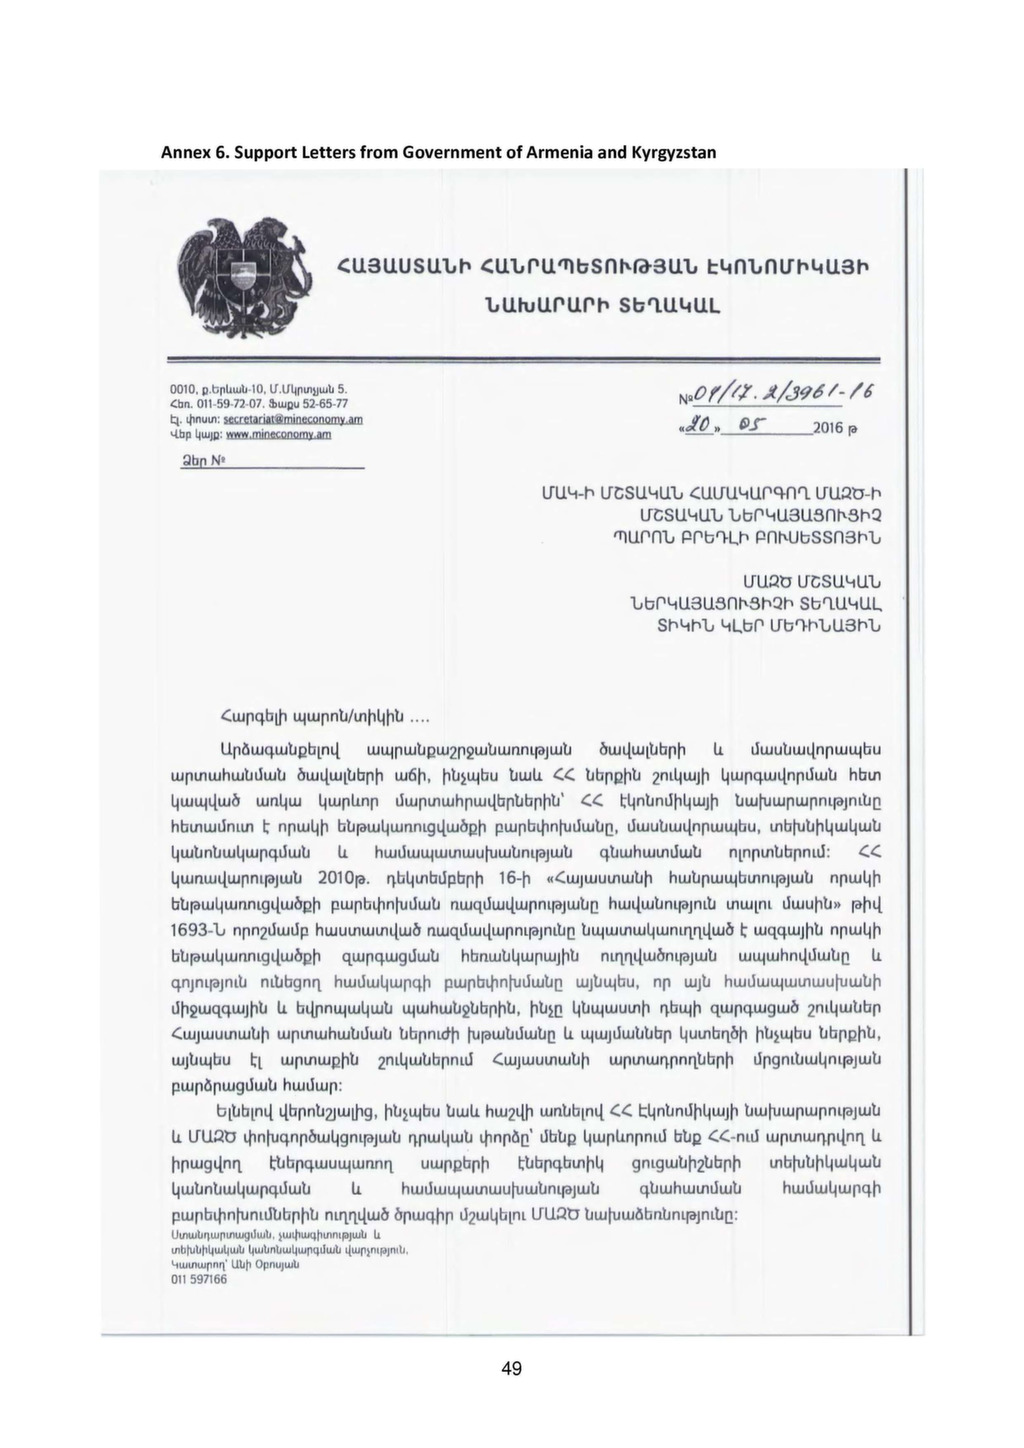 Annex 6. Support Letters from Government of Armenia and Kyrgyzstan
ՀԱՅԱՍՏԱՆԻ ՀԱՆՐԱՊԵՏՈՒԹՅԱՆ ԷԿՈՆՈՄԻԿԱՅԻ
ՆԱԽԱՐԱՐԻ ՏԵՂԱԿԱԼ
0010, ք.Երևան-10, Մ.Մկրտչյան 5.
Հեռ. 011-59-72-07. Ֆաքս 52-65-77
Էլ. փոստ: secretariat@mineconomy.am
Վեբ կայք: www.mineconomy.am
Ձեր №
№ 04/17.2/3961-16
«20» 05 2016 թ
ՄԱԿ-Ի ՄՇՏԱԿԱՆ ՀԱՄԱԿԱՐԳՈՂ ՄԱԶԾ-Ի
ՄՇՏԱԿԱՆ ՆԵՐԿԱՅԱՑՈՒՑԻՉ
ՊԱՐՈՆ ԲՐԵԴԼԻ ԲՈՒՍԵՏՏՈՅԻՆ
ՄԱԶԾ ՄՇՏԱԿԱՆ
ՆԵՐԿԱՅԱՑՈՒՑԻՉԻ ՏԵՂԱԿԱԼ
ՏԻԿԻՆ ԿԼԵՐ ՄԵԴԻՆԱՅԻՆ
Հարգելի պարոն/տիկին ....
Արձագանքելով ապրանքաշրջանառության ծավալների և մասնավորապես
արտահանման ծավալների աճի, ինչպես նաև ՀՀ ներքին շուկայի կարգավորման հետ
կապված առկա կարևոր մարտահրավերներին՝ ՀՀ էկոնոմիկայի նախարարությունը
հետամուտ է որակի ենթակառուցվածքի բարեփոխմանը, մասնավորապես, տեխնիկական
կանոնակարգման և համապատասխանության գնահատման ոլորտներում: ՀՀ
կառավարության 2010թ. դեկտեմբերի 16-ի «Հայաստանի հանրապետության որակի
ենթակառուցվածքի բարեփոխման ռազմավարությանը հավանություն տալու մասին» թիվ
1693-Ն որոշմամբ հաստատված ռազմավարությունը նպատակաուղղված է ազգային որակի
ենթակառուցվածքի զարգացման հեռանկարային ուղղվածության ապահովմանը և
գոյություն ունեցող համակարգի բարեփոխմանը այնպես, որ այն համապատասխանի
միջազգային և եվրոպական պահանջներին, ինչը կնպաստի դեպի զարգացած շուկաներ
Հայաստանի արտահանման ներուժի խթանմանը և պայմաններ կստեղծի ինչպես ներքին,
այնպես էլ արտաքին շուկաներում Հայաստանի արտադրողների մրցունակության
բարձրացման համար:
Ելնելով վերոնշյալից, ինչպես նաև հաշվի առնելով ՀՀ էկոնոմիկայի նախարարության
և ՄԱԶԾ փոխգործակցության դրական փորձը՝ մենք կարևորում ենք ՀՀ-ում արտադրվող և
իրացվող էներգասպառող սարքերի էներգետիկ ցուցանիշների տեխնիկական
կանոնակարգման և համապատասխանության գնահատման համակարգի
բարեփոխումներին ուղղված ծրագիր մշակելու ՄԱԶԾ նախաձեռնությունը:
Ստանդարտացման, չափագիտության և
տեխնիկական կանոնակարգման վարչություն,
Կատարող՝ Անի Օբոսյան
011 597166
49